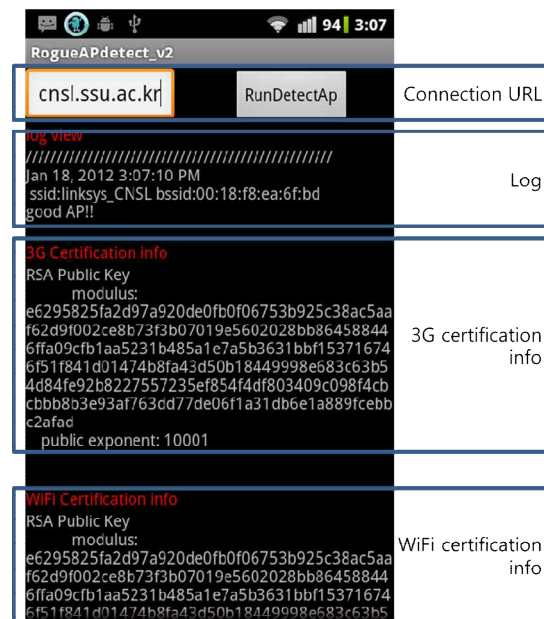 94 3:07
RogueAPdetect_v2
cnsl.ssu.ac.kr
RunDetectAp
Connection URL
log view
//////////////////////////////////////////////////
Jan 18, 2012 3:07:10 PM
ssid:linksys_CNSL bssid:00:18:f8:ea:6f:bd
good AP!!
Log
3G Certification info
RSA Public Key
modulus:
e6295825fa2d97a920de0fb0f06753b925c38ac5aa
f62d9f002ce8b73f3b07019e5602028bb86458844
6ffa09cfb1aa5231b485a1e7a5b3631bbf15371674
6f51f841d01474b8fa43d50b18449998e683c63b5
4d84fe92b8227557235ef854f4df803409c098f4cb
cbbb8b3e93af763dd77de06f1a31db6e1a889fcebb
c2afad
public exponent: 10001
3G certification
info
WiFi Certification info
RSA Public Key
modulus:
e6295825fa2d97a920de0fb0f06753b925c38ac5aa
f62d9f002ce8b73f3b07019e5602028bb86458844
6ffa09cfb1aa5231b485a1e7a5b3631bbf15371674
6f51f841d01474b8fa43d50b18449998e683c63b5
WiFi certification
info